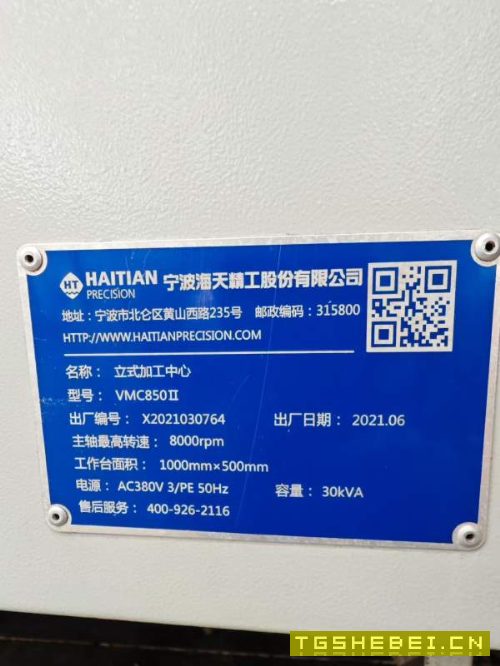 HT HAITIAN PRECISION 宁波海天精工股份有限公司
地址：宁波市北仑区黄山西路235号 邮政编码：315800
HTTP://WWW.HAITIANPRECISION.COM
名称： 立式加工中心
型号： VMC850Ⅱ
出厂编号： X2021030764 出厂日期： 2021.06
主轴最高转速： 8000rpm
工作台面积： 1000mm×500mm
电源： AC380V 3/PE 50Hz 容量： 30kVA
售后服务： 400-926-2116
TGSHEBEI.CN